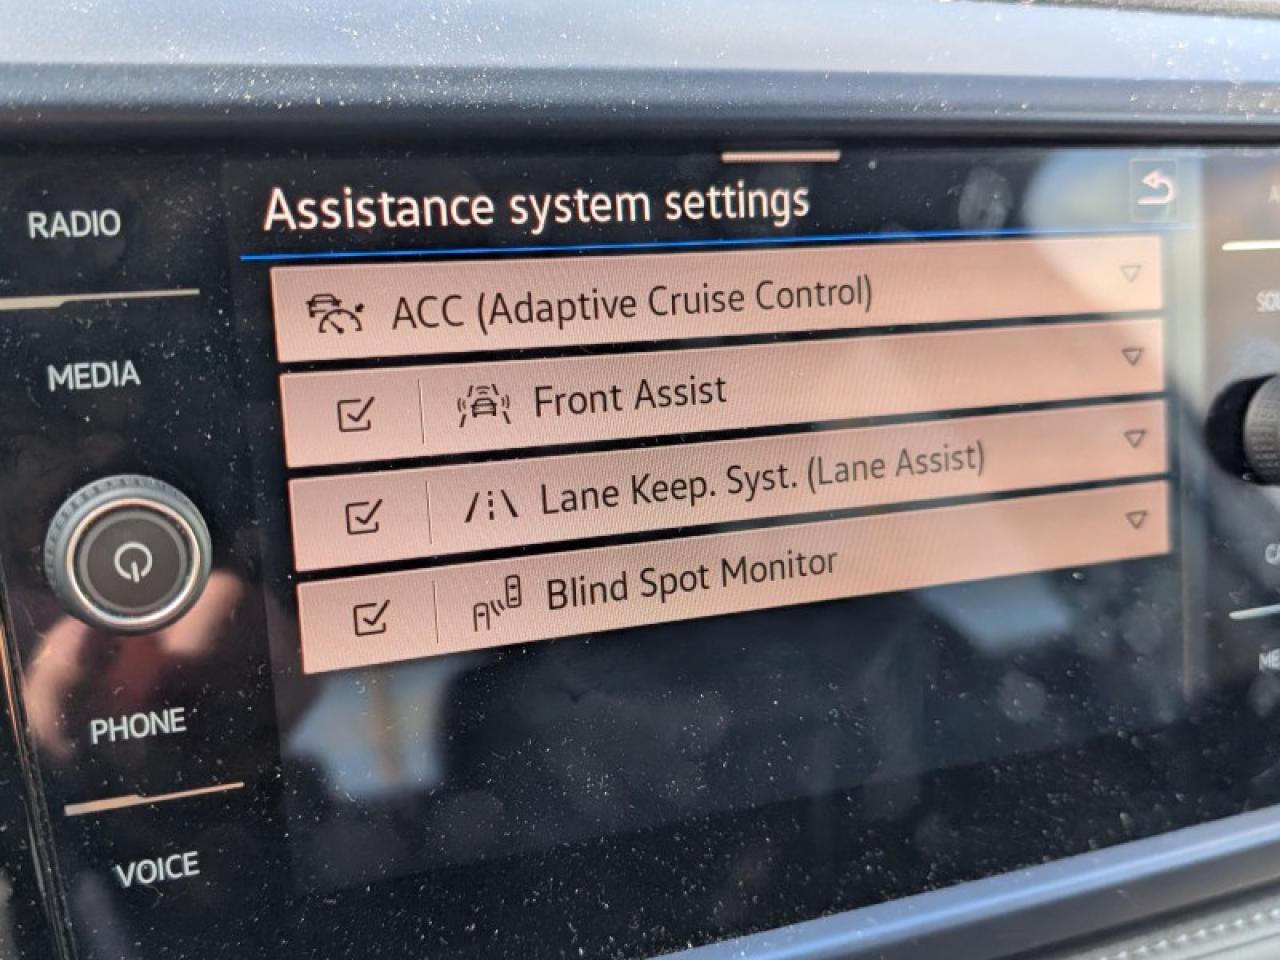 RADIO
MEDIA
PHONE
VOICE
Assistance system settings
ACC (Adaptive Cruise Control)
Front Assist
Lane Keep. Syst. (Lane Assist)
Blind Spot Monitor